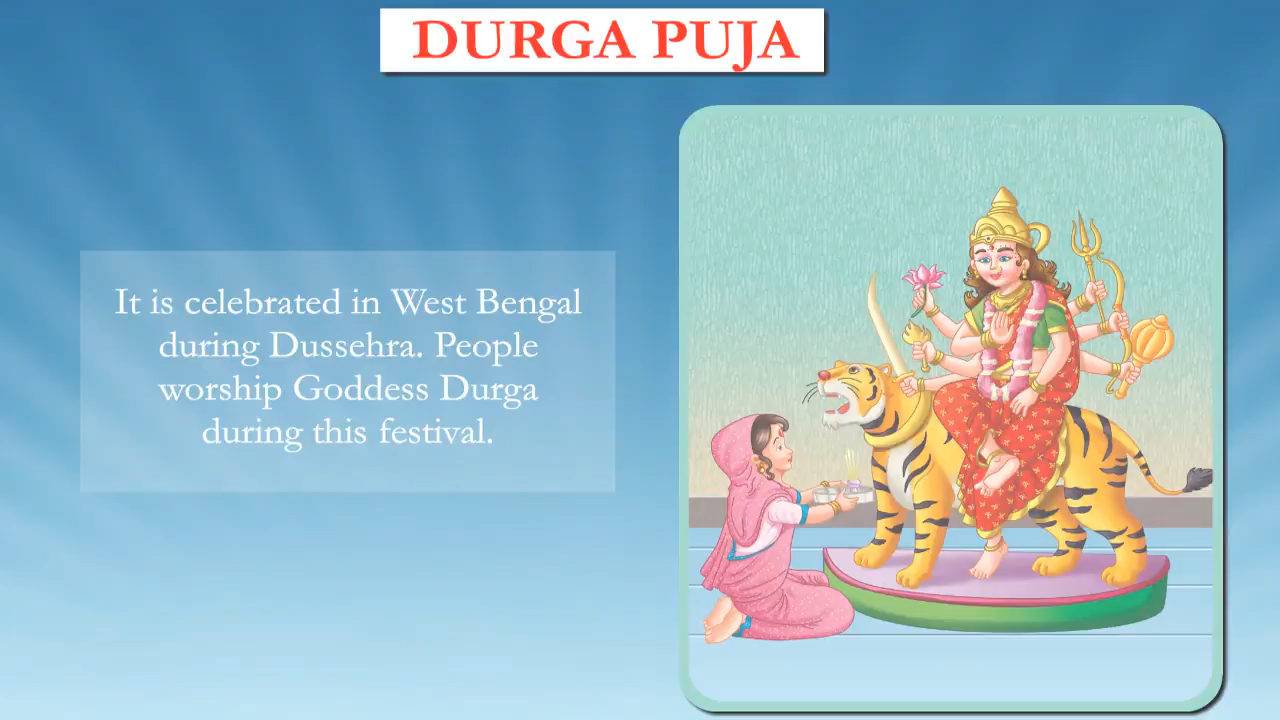 DURGA PUJA
It is celebrated in West Bengal
during Dussehra. People
worship Goddess Durga
during this festival.